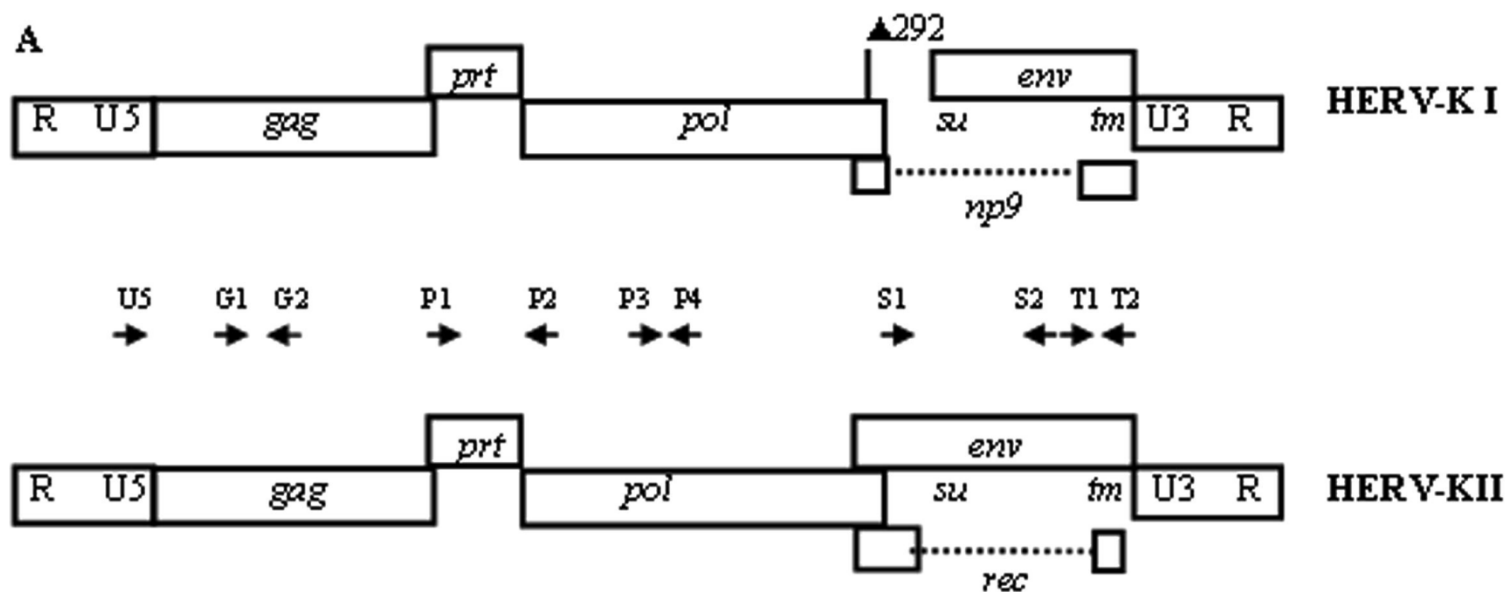 A
▲292
prt env
R U5 gag pol su tm U3 R HERV-K I
np9
U5 G1 G2 P1 P2 P3 P4 S1 S2 T1 T2
prt env
R U5 gag pol su tm U3 R HERV-KII
rec